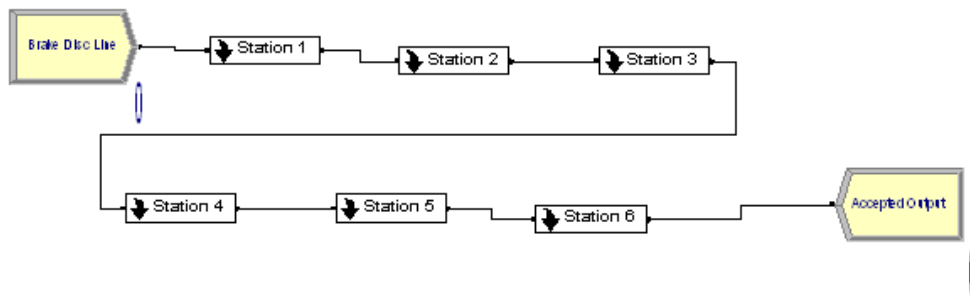 Brake Disc Line
Station 1
Station 2
Station 3
Station 4
Station 5
Station 6
Accepted Output